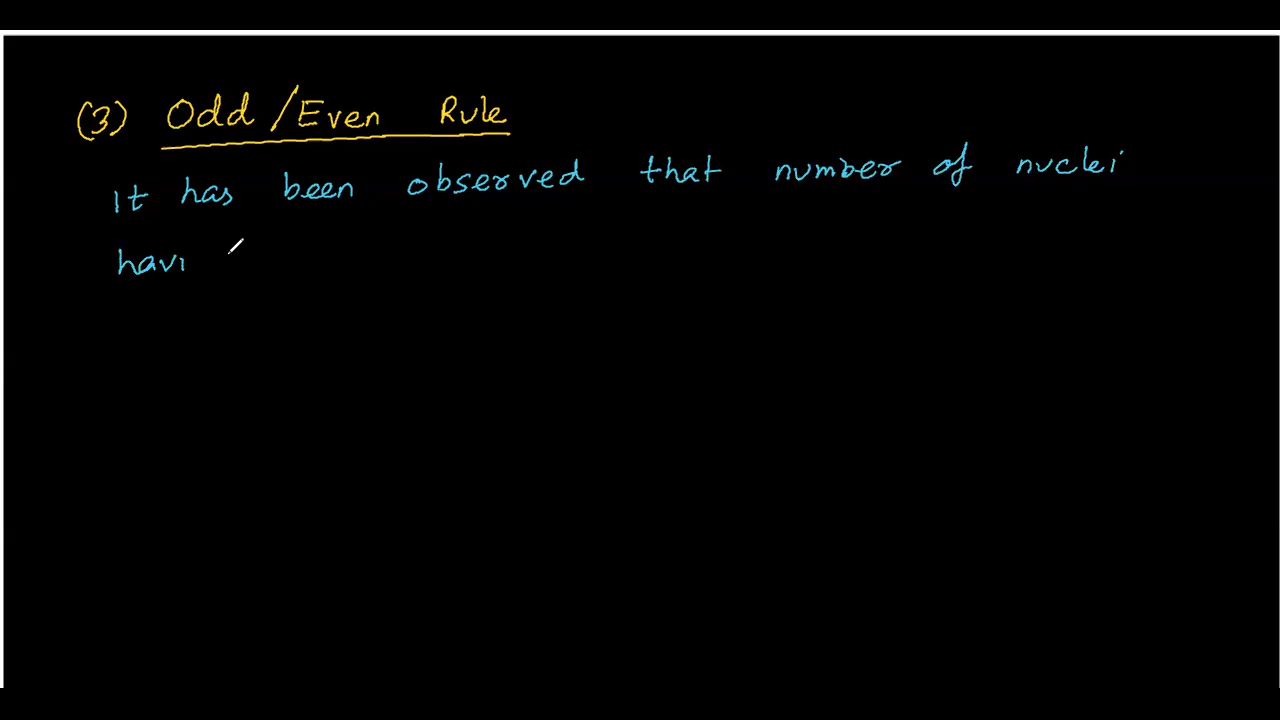 (3) Odd/Even Rule
It has been observed that number of nuclei
havi